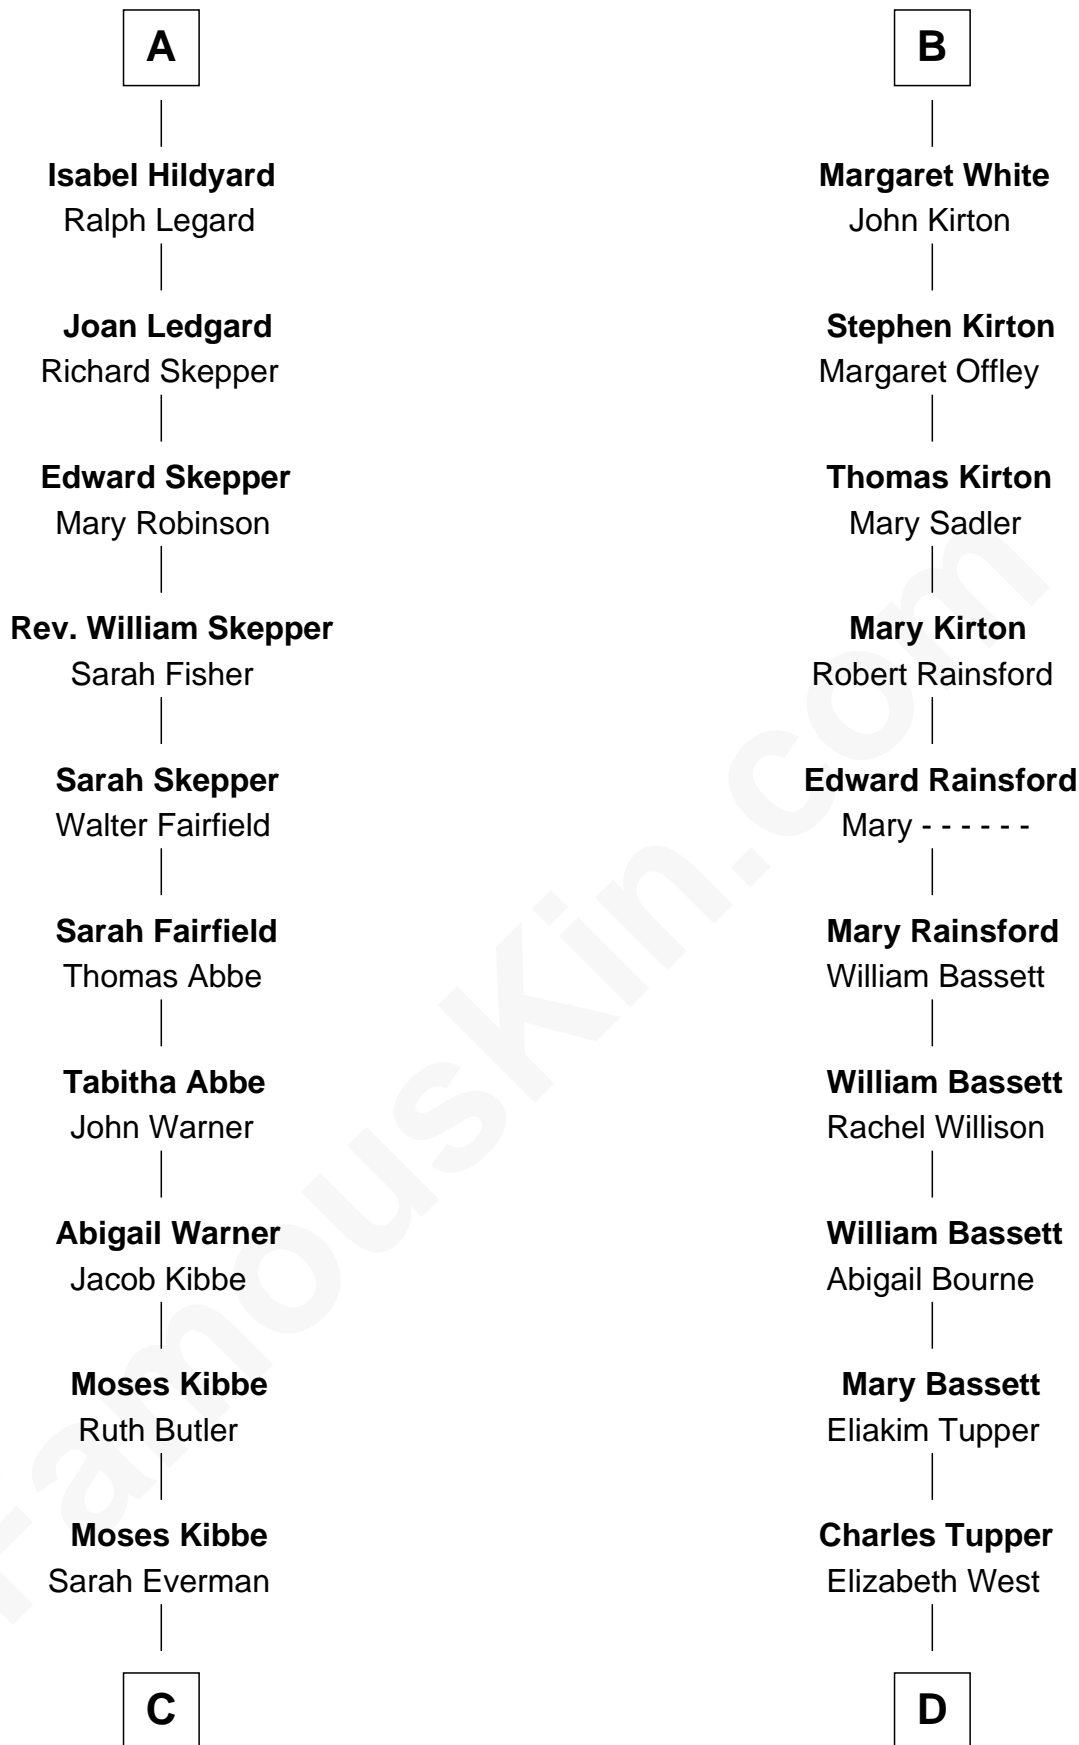 A
Isabel Hildyard
Ralph Legard
Joan Ledgard
Richard Skepper
Edward Skepper
Mary Robinson
Rev. William Skepper
Sarah Fisher
Sarah Skepper
Walter Fairfield
Sarah Fairfield
Thomas Abbe
Tabitha Abbe
John Warner
Abigail Warner
Jacob Kibbe
Moses Kibbe
Ruth Butler
Moses Kibbe
Sarah Everman
C
B
Margaret White
John Kirton
Stephen Kirton
Margaret Offley
Thomas Kirton
Mary Sadler
Mary Kirton
Robert Rainsford
Edward Rainsford
Mary - - - - - -
Mary Rainsford
William Bassett
William Bassett
Rachel Willison
William Bassett
Abigail Bourne
Mary Bassett
Eliakim Tupper
Charles Tupper
Elizabeth West
D
FamousKin.com